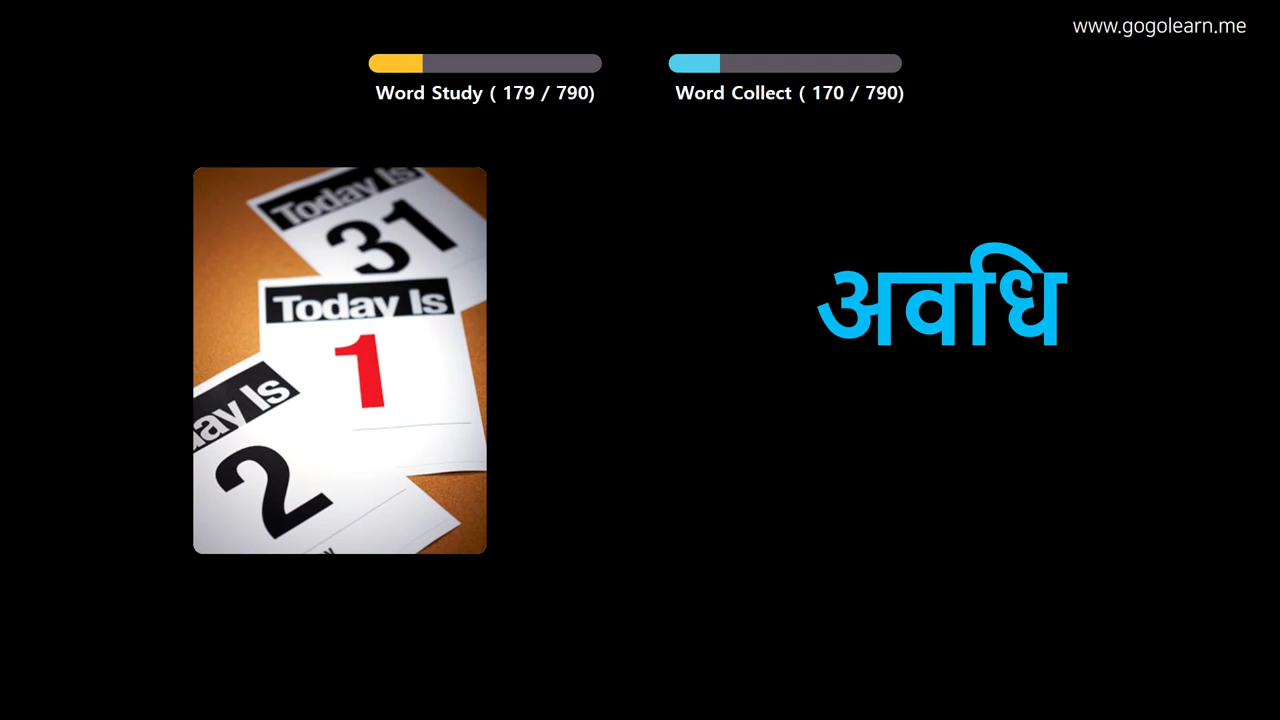 www.gogolearn.me
Word Study ( 179 / 790)
Word Collect ( 170 / 790)
Today Is
31
Today Is
1
day Is
2
अवधि